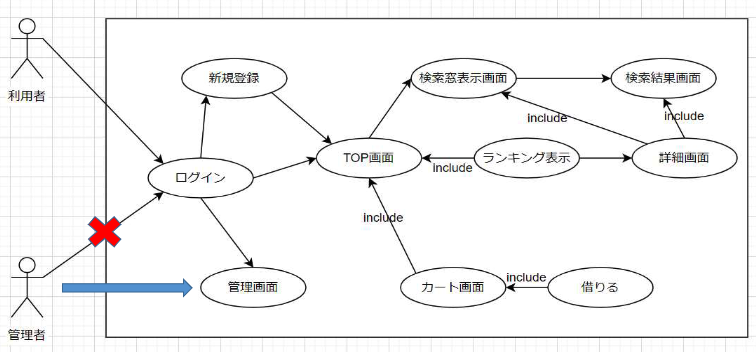 利用者
新規登録
検索窓表示画面
検索結果画面
include
include
TOP画面
ランキング表示
詳細画面
include
ログイン
include
管理者
管理画面
カート画面
include
借りる